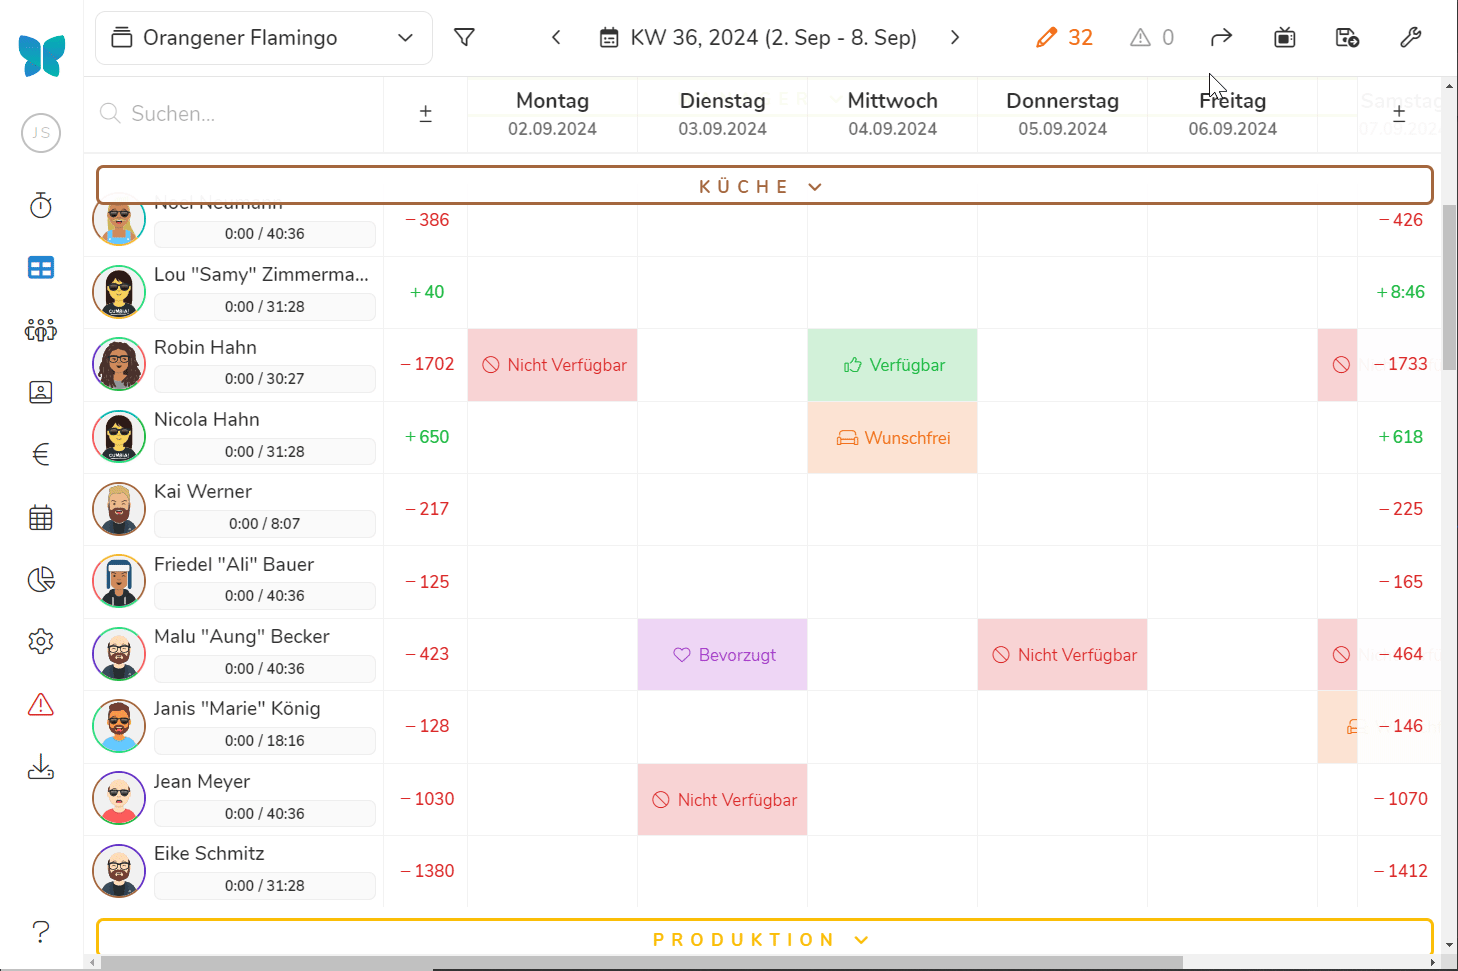 Orangener Flamingo
KW 36, 2024 (2. Sep - 8. Sep)
32
0
JS
Suchen...
±
Montag
02.09.2024
Dienstag
03.09.2024
Mittwoch
04.09.2024
Donnerstag
05.09.2024
Freitag
06.09.2024
Samstag
±
KÜCHE
Noel Neumann
0:00 / 40:36
− 386
− 426
Lou "Samy" Zimmerma...
0:00 / 31:28
+ 40
+ 8:46
Robin Hahn
0:00 / 30:27
− 1702
Nicht Verfügbar
Verfügbar
− 1733
Nicola Hahn
0:00 / 31:28
+ 650
Wunschfrei
+ 618
Kai Werner
0:00 / 8:07
− 217
− 225
Friedel "Ali" Bauer
0:00 / 40:36
− 125
− 165
Malu "Aung" Becker
0:00 / 40:36
− 423
Bevorzugt
Nicht Verfügbar
− 464
Janis "Marie" König
0:00 / 18:16
− 128
− 146
Jean Meyer
0:00 / 40:36
− 1030
Nicht Verfügbar
− 1070
Eike Schmitz
0:00 / 31:28
− 1380
− 1412
PRODUKTION
?